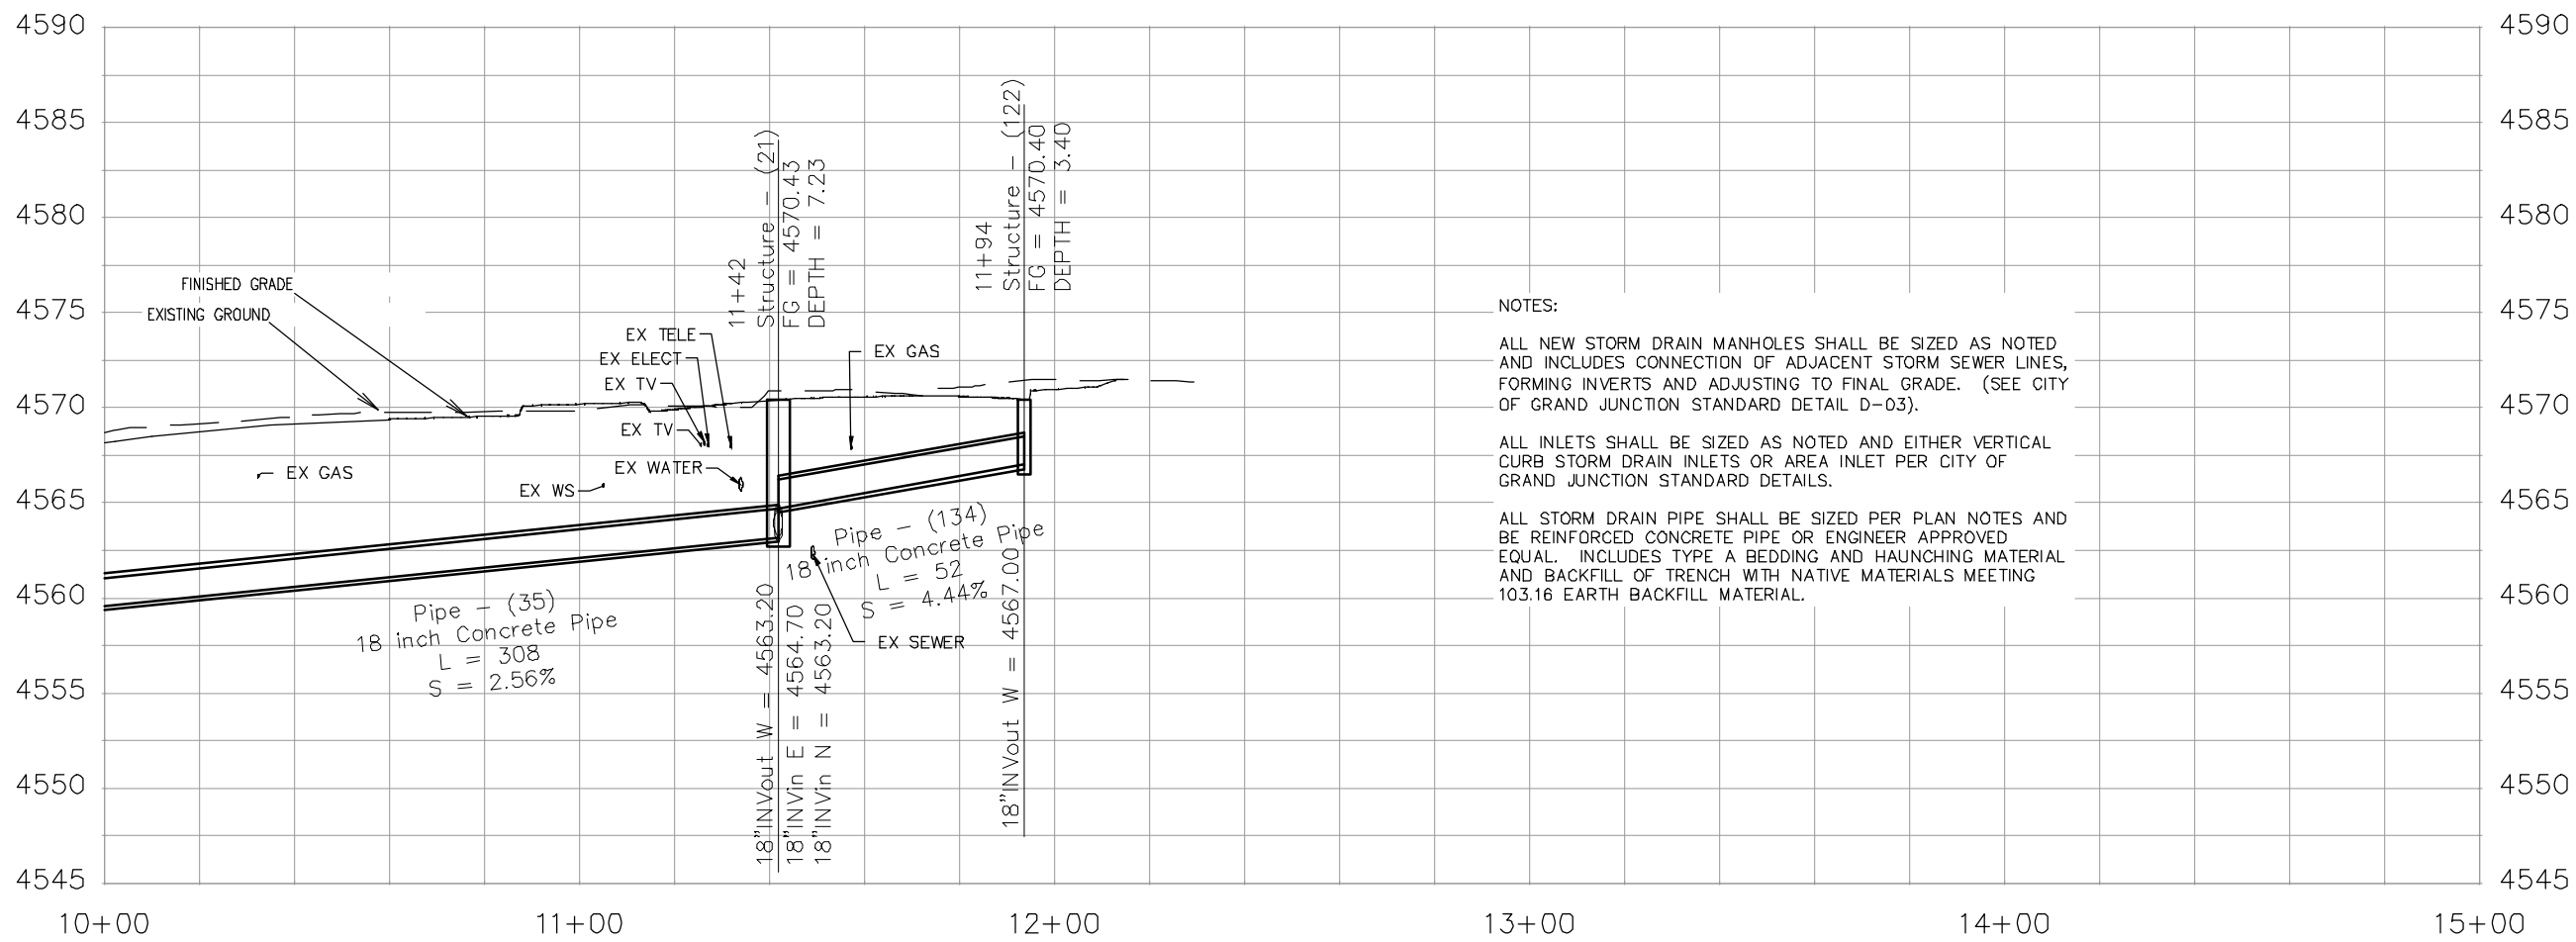 4590
4585
4580
4575
4570
4565
4560
4555
4550
4545
4590
4585
4580
4575
4570
4565
4560
4555
4550
4545
10+00
11+00
12+00
13+00
14+00
15+00
FINISHED GRADE
EXISTING GROUND
EX GAS
EX WS
EX TELE
EX ELECT
EX TV
EX TV
EX WATER
11+42
Structure - (21)
FG = 4570.43
DEPTH = 7.23
EX GAS
11+94
Structure - (122)
FG = 4570.40
DEPTH = 3.40
Pipe - (35)
18 inch Concrete Pipe
L = 308
S = 2.56%
Pipe - (134)
18 inch Concrete Pipe
L = 52
S = 4.44%
EX SEWER
18"INVout W = 4563.20
18"INVin E = 4564.70
18"INVin N = 4563.20
18"INVout W = 4567.00
NOTES:
ALL NEW STORM DRAIN MANHOLES SHALL BE SIZED AS NOTED
AND INCLUDES CONNECTION OF ADJACENT STORM SEWER LINES,
FORMING INVERTS AND ADJUSTING TO FINAL GRADE. (SEE CITY
OF GRAND JUNCTION STANDARD DETAIL D-03).
ALL INLETS SHALL BE SIZED AS NOTED AND EITHER VERTICAL
CURB STORM DRAIN INLETS OR AREA INLET PER CITY OF
GRAND JUNCTION STANDARD DETAILS.
ALL STORM DRAIN PIPE SHALL BE SIZED PER PLAN NOTES AND
BE REINFORCED CONCRETE PIPE OR ENGINEER APPROVED
EQUAL. INCLUDES TYPE A BEDDING AND HAUNCHING MATERIAL
AND BACKFILL OF TRENCH WITH NATIVE MATERIALS MEETING
103.16 EARTH BACKFILL MATERIAL.